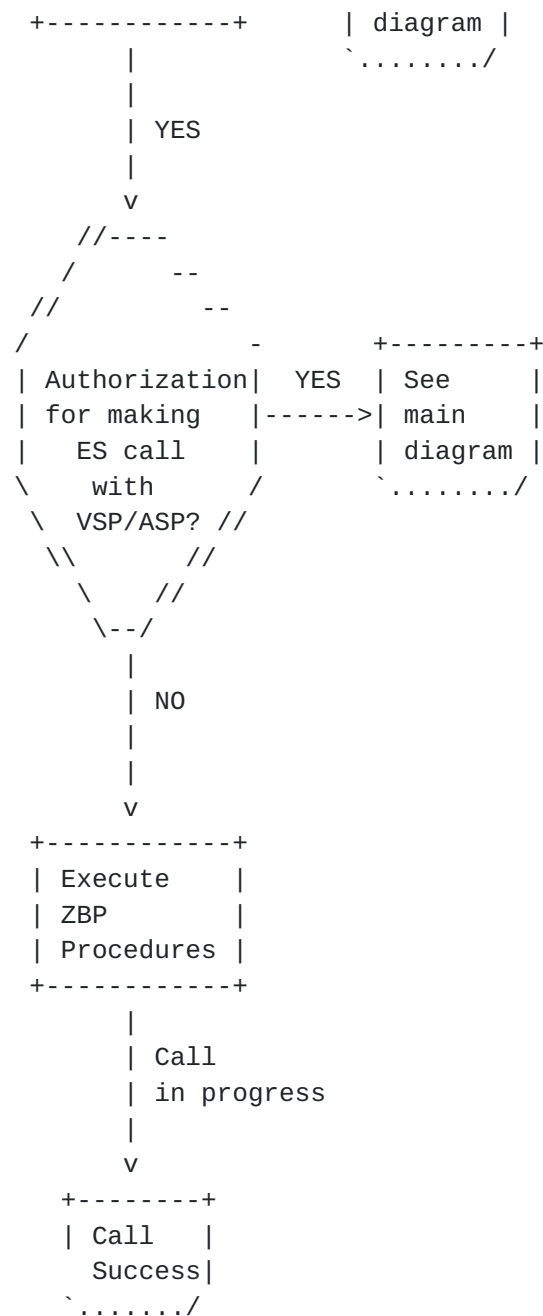 +------------+      | diagram |
|             `......../
|
| YES
|
v
//----
/      --
//         --
/              -       +---------+
| Authorization|  YES  | See     |
| for making   |------>| main    |
|   ES call    |       | diagram |
\    with     /       `......../
\  VSP/ASP? //
\\       //
\    //
\--/
|
| NO
|
|
v
+------------+
| Execute    |
| ZBP        |
| Procedures |
+------------+
|
| Call
| in progress
|
v
+--------+
| Call   |
Success|
`......./